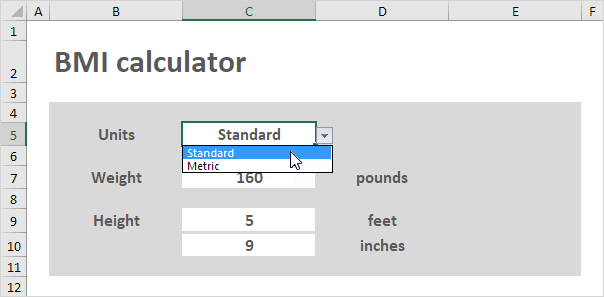 A B C D E F
1
2 BMI calculator
3
4
5 Units Standard
Standard
6 Metric
7 Weight 160 pounds
8
9 Height 5 feet
10 9 inches
11
12